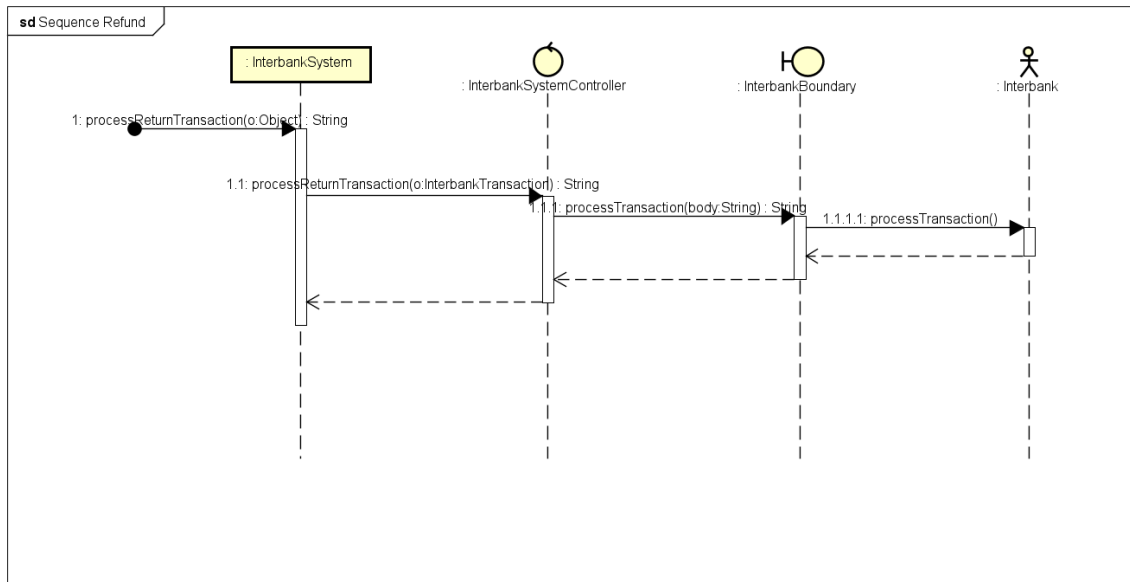 sd Sequence Refund
: InterbankSystem
: InterbankSystemController
: InterbankBoundary
: Interbank
1: processReturnTransaction(o:Object) : String
1.1: processReturnTransaction(o:InterbankTransaction) : String
1.1.1: processTransaction(body:String) : String
1.1.1.1: processTransaction()